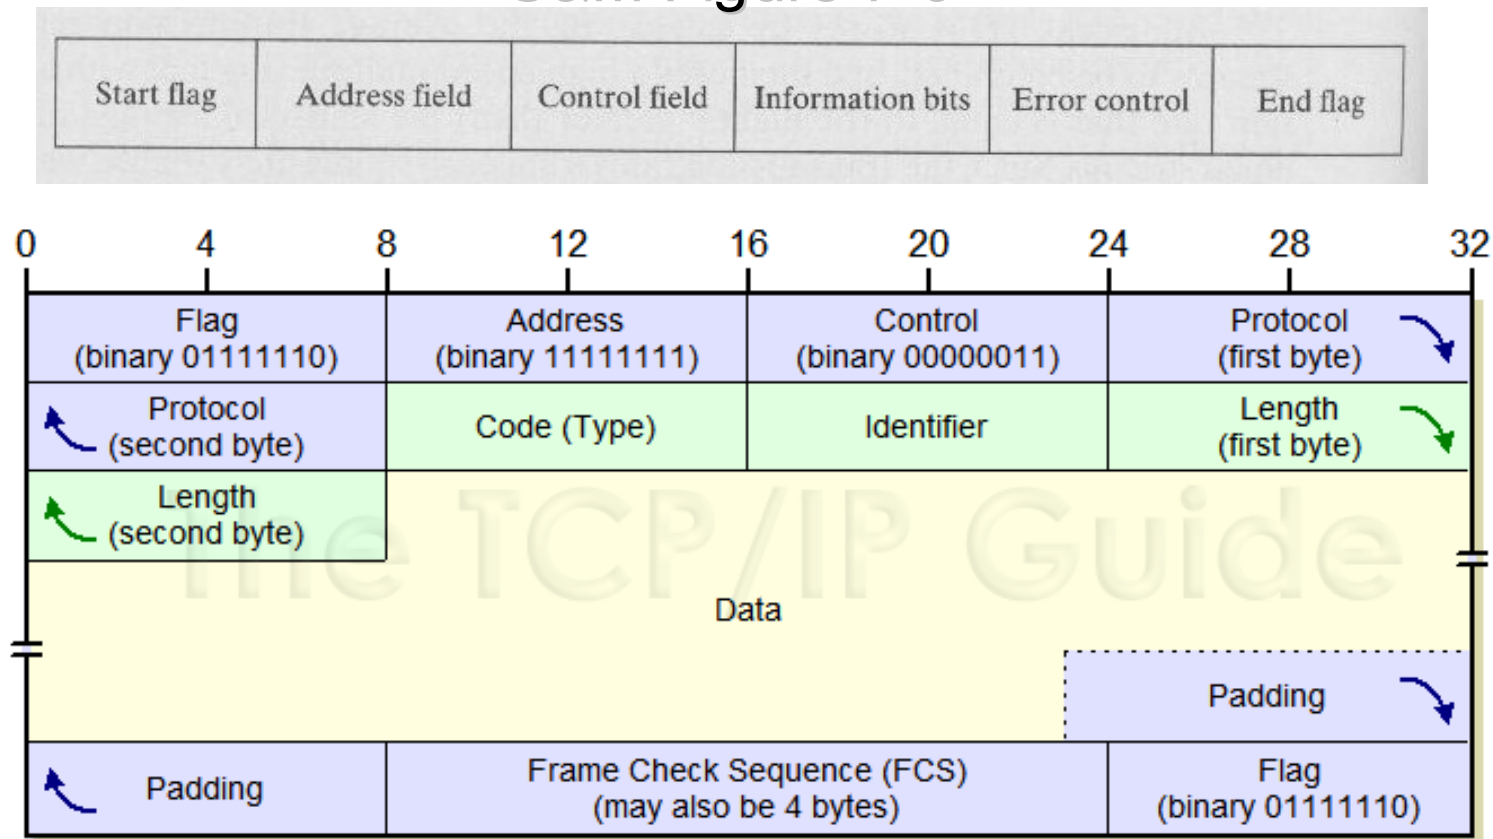 Start flag Address field Control field Information bits Error control End flag
0 4 8 12 16 20 24 28 32
Flag Address Control Protocol
(binary 01111110) (binary 11111111) (binary 00000011) (first byte)
Protocol Code (Type) Identifier Length
(second byte) (first byte)
Length
(second byte)
The TCP/IP Guide
Data
Padding
Padding Frame Check Sequence (FCS) Flag
(may also be 4 bytes) (binary 01111110)